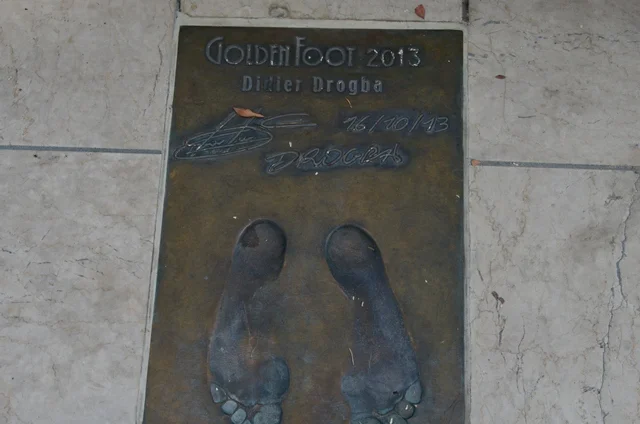 GOLDEN FOOT 2013
Didier Drogba
16/10/13
DROGBA